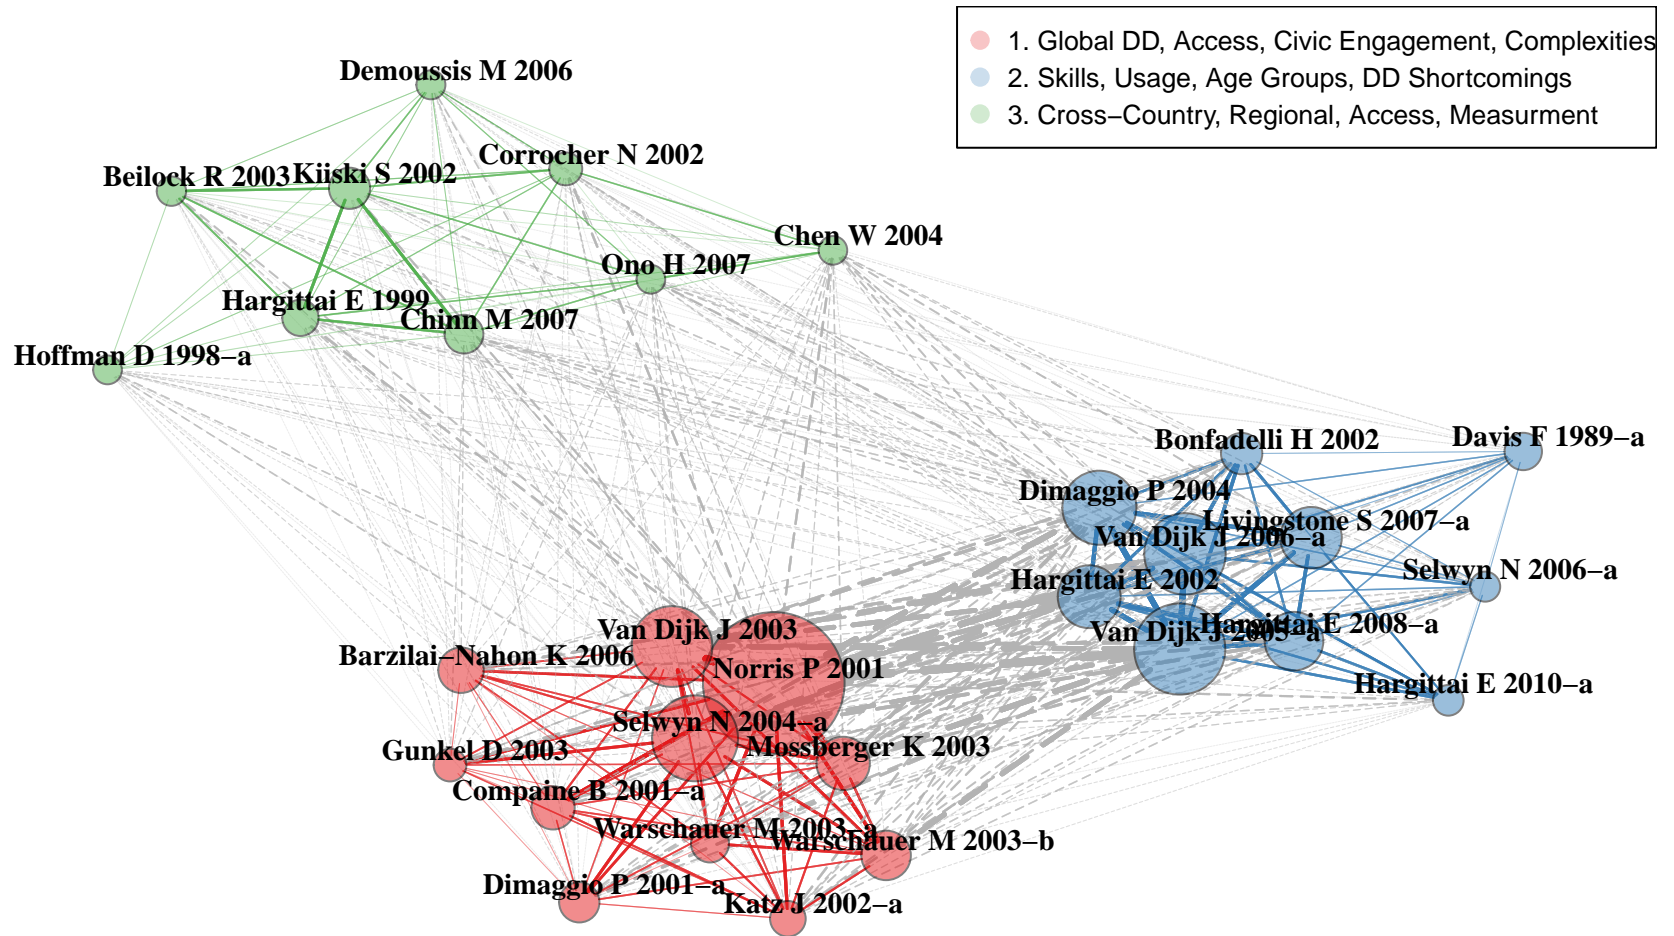 1. Global DD, Access, Civic Engagement, Complexities
2. Skills, Usage, Age Groups, DD Shortcomings
3. Cross−Country, Regional, Access, Measurment
Demoussis M 2006
Corrocher N 2002
Beilock R 2003
Kiiski S 2002
Chen W 2004
Ono H 2007
Hargittai E 1999
Chinn M 2007
Hoffman D 1998−a
Bonfadelli H 2002
Davis F 1989−a
Dimaggio P 2004
Livingstone S 2007−a
Van Dijk J 2006−a
Selwyn N 2006−a
Hargittai E 2002
Hargittai E 2008−a
Van Dijk J 2005−a
Hargittai E 2010−a
Van Dijk J 2003
Barzilai−Nahon K 2006
Norris P 2001
Selwyn N 2004−a
Gunkel D 2003
Mossberger K 2003
Compaine B 2001−a
Warschauer M 2003−a
Warschauer M 2003−b
Dimaggio P 2001−a
Katz J 2002−a